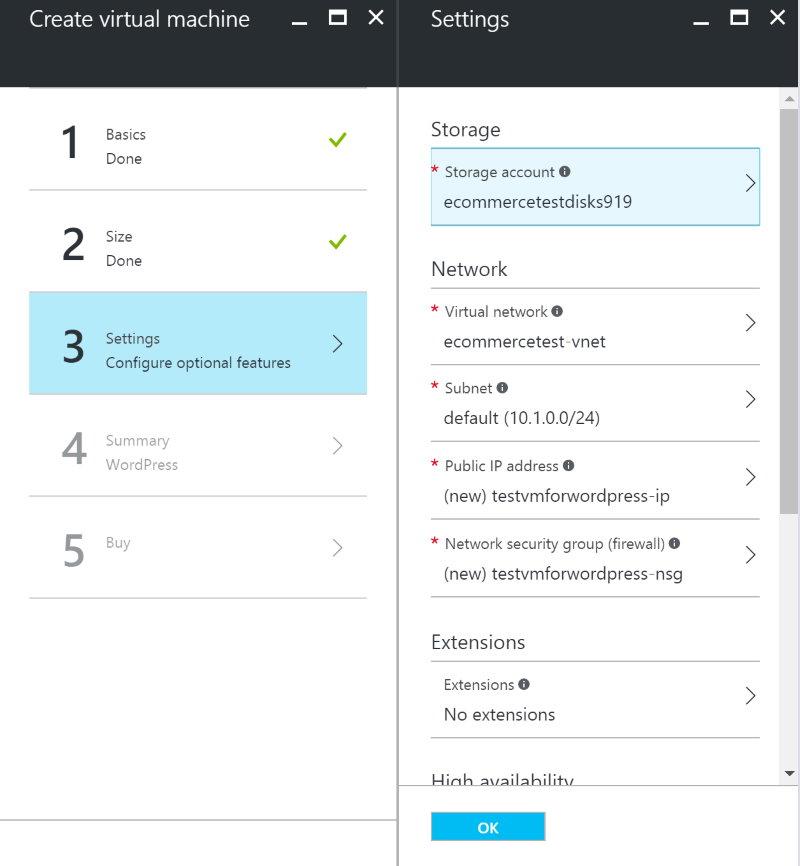 Create virtual machine
1
Basics
Done
2
Size
Done
3
Settings
Configure optional features
4
Summary
WordPress
5
Buy
Settings
Storage
* Storage account
ecommercetestdisks919
Network
* Virtual network
ecommercetest-vnet
* Subnet
default (10.1.0.0/24)
* Public IP address
(new) testvmforwordpress-ip
* Network security group (firewall)
(new) testvmforwordpress-nsg
Extensions
Extensions
No extensions
High availability
OK